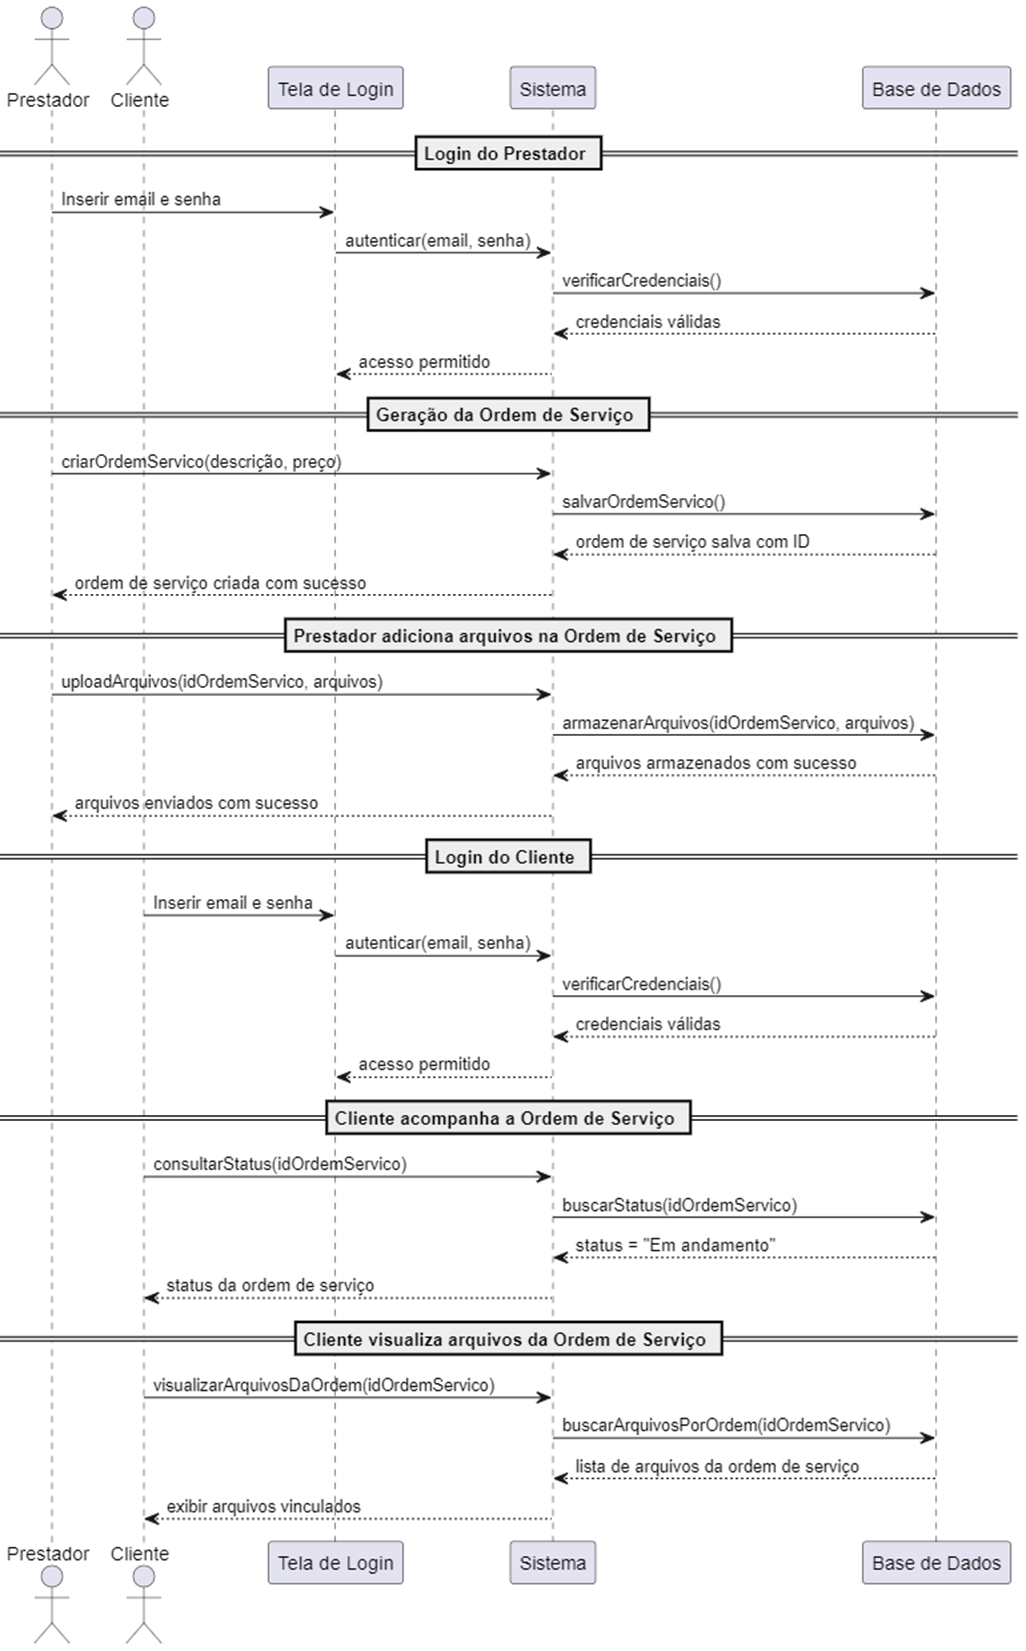 Prestador
Cliente
Tela de Login
Sistema
Base de Dados
Login do Prestador
Inserir email e senha
autenticar(email, senha)
verificarCredenciais()
credenciais válidas
acesso permitido
Geração da Ordem de Serviço
criarOrdemServico(descrição, preço)
salvarOrdemServico()
ordem de serviço salva com ID
ordem de serviço criada com sucesso
Prestador adiciona arquivos na Ordem de Serviço
uploadArquivos(idOrdemServico, arquivos)
armazenarArquivos(idOrdemServico, arquivos)
arquivos armazenados com sucesso
arquivos enviados com sucesso
Login do Cliente
Inserir email e senha
autenticar(email, senha)
verificarCredenciais()
credenciais válidas
acesso permitido
Cliente acompanha a Ordem de Serviço
consultarStatus(idOrdemServico)
buscarStatus(idOrdemServico)
status = "Em andamento"
status da ordem de serviço
Cliente visualiza arquivos da Ordem de Serviço
visualizarArquivosDaOrdem(idOrdemServico)
buscarArquivosPorOrdem(idOrdemServico)
lista de arquivos da ordem de serviço
exibir arquivos vinculados
Prestador
Cliente
Tela de Login
Sistema
Base de Dados